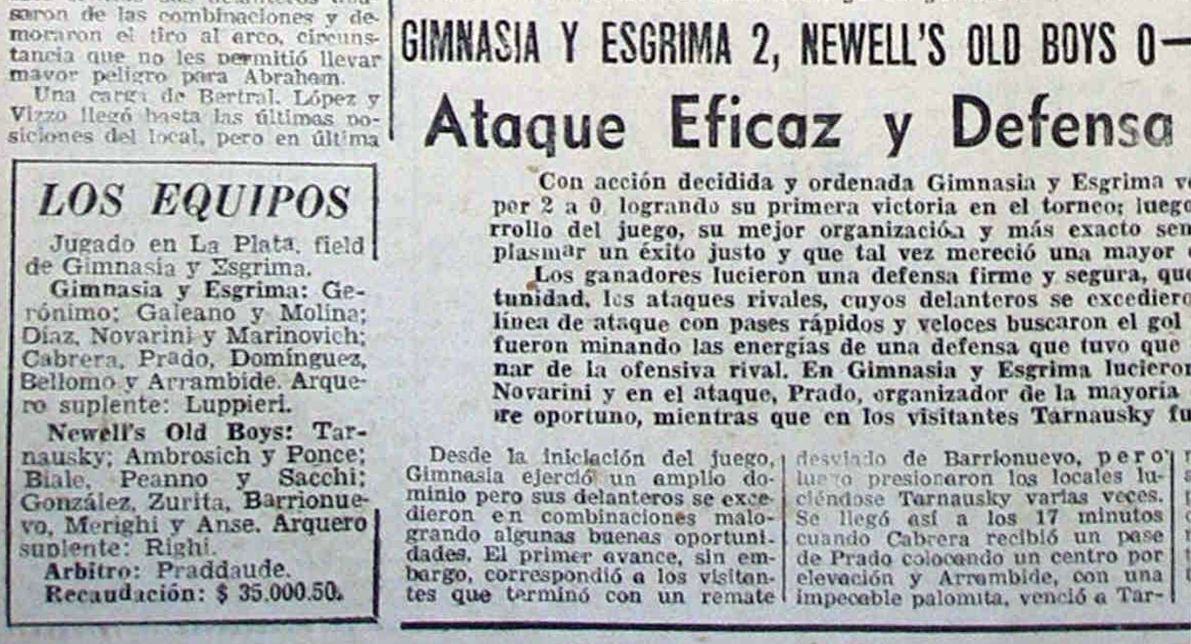 saron de las combinaciones y de-
moraron el tiro al arco, circuns-
tancia que no les permitió llevar
mayor peligro para Abraham.
Una carga de Bertral, López y
Vizzo llegó hasta las últimas po-
siciones del local, pero en última
LOS EQUIPOS
Jugado en La Plata, field
de Gimnasia y Esgrima.
Gimnasia y Esgrima: Ge-
rónimo; Galeano y Molina;
Díaz, Novarini y Marinovich;
Cabrera, Prado, Domínguez,
Bellomo y Arrambide. Arque-
ro suplente: Luppieri.
Newell's Old Boys: Tar-
nausky; Ambrosich y Ponce;
Biale, Peanno y Sacchi;
González, Zurita, Barrionue-
vo, Merighi y Anse. Arquero
suplente: Righi.
Arbitro: Praddaude.
Recaudación: $ 35.000.50.
GIMNASIA Y ESGRIMA 2, NEWELL'S OLD BOYS 0—
Ataque Eficaz y Defensa
Con acción decidida y ordenada Gimnasia y Esgrima
por 2 a 0, logrando su primera victoria en el torneo; luego
rrollo del juego, su mejor organización y más exacto sen
plasmar un éxito justo y que tal vez mereció una mayor
Los ganadores lucieron una defensa firme y segura, que
tunidad, los ataques rivales, cuyos delanteros se excediero
línea de ataque con pases rápidos y veloces buscaron el gol
fueron minando las energías de una defensa que tuvo que
nar de la ofensiva rival. En Gimnasia y Esgrima lucieron
Novarini y en el ataque, Prado, organizador de la mayoría
re oportuno, mientras que en los visitantes Tarnausky fu
Desde la iniciación del juego,
Gimnasia ejerció un amplio do-
minio pero sus delanteros se exce-
dieron en combinaciones malo-
grando algunas buenas oportuni-
dades. El primer avance, sin em-
bargo, correspondió a los visitan-
tes que terminó con un remate
desviado de Barrionuevo, pero
luego presionaron los locales lu-
ciéndose Tarnausky varias veces.
Se llegó así a los 17 minutos
cuando Cabrera recibió un pase
de Prado colocando un centro por
elevación y Arrambide, con una
impecable palomita, venció a Tar-